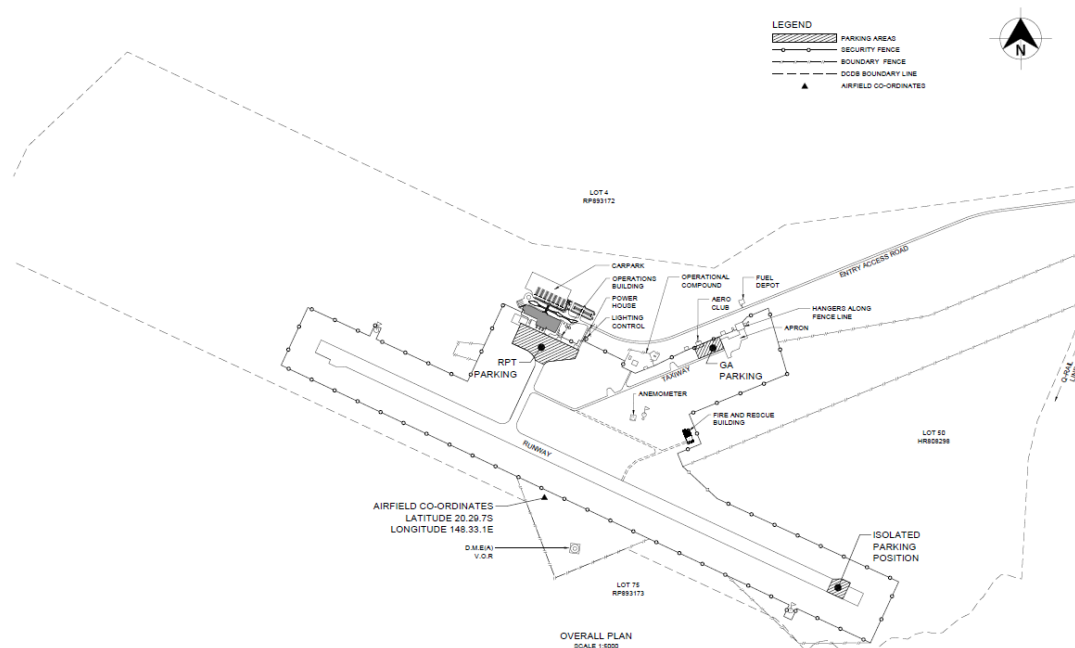 LEGEND
PARKING AREAS
SECURITY FENCE
BOUNDARY FENCE
DCDB BOUNDARY LINE
AIRFIELD CO-ORDINATES
N
LOT 4
RP893172
ENTRY ACCESS ROAD
CARPARK
OPERATIONS
BUILDING
OPERATIONAL
COMPOUND
FUEL
DEPOT
POWER
HOUSE
AERO
CLUB
HANGERS ALONG
FENCE LINE
LIGHTING
CONTROL
APRON
RPT
PARKING
TAXIWAY
GA
PARKING
Q-RAIL
LINE
ANEMOMETER
FIRE AND RESCUE
BUILDING
LOT 50
HR808298
RUNWAY
AIRFIELD CO-ORDINATES
LATITUDE 20.29.7S
LONGITUDE 148.33.1E
ISOLATED
PARKING
POSITION
D.M.E(A)
V.O.R
LOT 75
RP893173
OVERALL PLAN
SCALE 1:5000